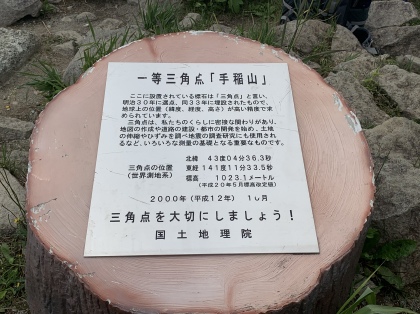 一等三角点「手稲山」
ここに設置されている標石は「三角点」と言い、
明治30年に選点、同33年に埋設されたもので、
地球上の位置(緯度、経度、高さ)が高い精度で求
められています。
三角点は、私たちのくらしに密接な関わりがあり、
地図の作成や道路の建設・都市の開発を始め、土地
の伸縮やひずみを調べ地震の調査研究にも使用され
るなど、いろいろな測量の基礎となる重要なものです。
三角点の位置 北緯 43度04分36.3秒
(世界測地系) 東経 141度11分33.5秒
標高 1023.1メートル
(平成20年5月標高改定値)
2000年(平成12年) 1ヶ月
三角点を大切にしましょう!
国土地理院